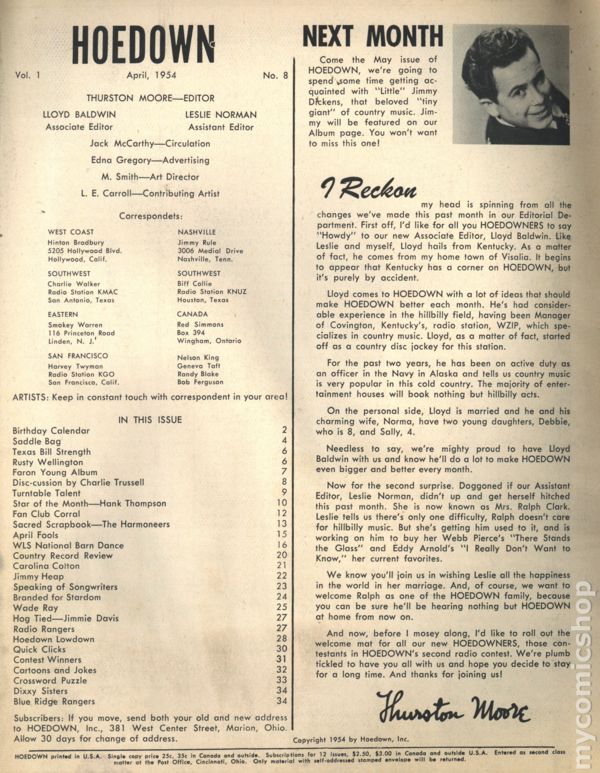 HOEDOWN
Vol. 1 April, 1954 No. 8
THURSTON MOORE—EDITOR
LLOYD BALDWIN LESLIE NORMAN
Associate Editor Assistant Editor
Jack McCarthy—Circulation
Edna Gregory—Advertising
M. Smith—Art Director
L. E. Carroll—Contributing Artist
Correspondets:
WEST COAST
Hinton Bradbury
5205 Hollywood Blvd.
Hollywood, Calif.
NASHVILLE
Jimmy Rule
3006 Medial Drive
Nashville, Tenn.
SOUTHWEST
Charlie Walker
Radio Station KMAC
San Antonio, Texas
SOUTHWEST
Biff Collie
Radio Station KNUZ
Houston, Texas
EASTERN
Smokey Warren
116 Princeton Road
Linden, N. J.
CANADA
Red Simmons
Box 394
Wingham, Ontario
SAN FRANCISCO
Harvey Twyman
Radio Station KGO
San Francisco, Calif.
Nelson King
Geneva Taft
Randy Blake
Bob Ferguson
ARTISTS: Keep in constant touch with correspondent in your area!
IN THIS ISSUE
Birthday Calendar 2
Saddle Bag 4
Texas Bill Strength 6
Rusty Wellington 6
Faron Young Album 7
Disc-cussion by Charlie Trussell 8
Turntable Talent 9
Star of the Month—Hank Thompson 10
Fan Club Corral 12
Sacred Scrapbook—The Harmoneers 13
April Fools 15
WLS National Barn Dance 16
Country Record Review 20
Carolina Cotton 21
Jimmy Heap 22
Speaking of Songwriters 23
Branded for Stardom 24
Wade Ray 25
Hog Tied—Jimmie Davis 27
Radio Rangers 27
Hoedown Lowdown 28
Quick Clicks 30
Contest Winners 31
Cartoons and Jokes 32
Crossword Puzzle 33
Dixxy Sisters 34
Blue Ridge Rangers 34
Subscribers: If you move, send both your old and new address
to HOEDOWN, Inc., 381 West Center Street, Marion, Ohio.
Allow 30 days for change of address.
NEXT MONTH
Come the May issue of
HOEDOWN, we're going to
spend some time getting ac-
quainted with "Little" Jimmy
Dickens, that beloved "tiny
giant" of country music. Jim-
my will be featured on our
Album page. You won't want
to miss this one!
I Reckon
my head is spinning from all the
changes we've made this past month in our Editorial De-
partment. First off, I'd like for all you HOEDOWNERS to say
"Howdy" to our new Associate Editor, Lloyd Baldwin. Like
Leslie and myself, Lloyd hails from Kentucky. As a matter
of fact, he comes from my home town of Visalia. It begins
to appear that Kentucky has a corner on HOEDOWN, but
it's purely by accident.
Lloyd comes to HOEDOWN with a lot of ideas that should
make HOEDOWN better each month. He's had consider-
able experience in the hillbilly field, having been Manager
of Covington, Kentucky's, radio station, WZIP, which spe-
cializes in country music. Lloyd, as a matter of fact, started
off as a country disc jockey for this station.
For the past two years, he has been on active duty as
an officer in the Navy in Alaska and tells us country music
is very popular in this cold country. The majority of enter-
tainment houses will book nothing but hillbilly acts.
On the personal side, Lloyd is married and he and his
charming wife, Norma, have two young daughters, Debbie,
who is 8, and Sally, 4.
Needless to say, we're mighty proud to have Lloyd
Baldwin with us and know he'll do a lot to make HOEDOWN
even bigger and better every month.
Now for the second surprise. Doggoned if our Assistant
Editor, Leslie Norman, didn't up and get herself hitched
this past month. She is now known as Mrs. Ralph Clark.
Leslie tells us there's only one difficulty, Ralph doesn't care
for hillbilly music. But she's getting him used to it, and is
working on him to buy her Webb Pierce's "There Stands
the Glass" and Eddy Arnold's "I Really Don't Want to
Know," her current favorites.
We know you'll join us in wishing Leslie all the happiness
in the world in her marriage. And, of course, we want to
welcome Ralph as one of the HOEDOWN family, because
you can be sure he'll be hearing nothing but HOEDOWN
at home from now on.
And now, before I mosey along, I'd like to roll out the
welcome mat for all our new HOEDOWNERS, those con-
testants in HOEDOWN'S second radio contest. We're plumb
tickled to have you all with us and hope you decide to stay
for a long time. And thanks for joining us!
Thurston Moore
Copyright 1954 by Hoedown, Inc.
HOEDOWN printed in U.S.A. Single copy price 25c, 35c in Canada and outside. Subscriptions for 12 issues, $2.50, $3.00 in Canada and outside U.S.A. Entered as second class
matter at the Post Office, Cincinnati, Ohio. Only material with self-addressed stamped envelope will be returned.
mycomicshop